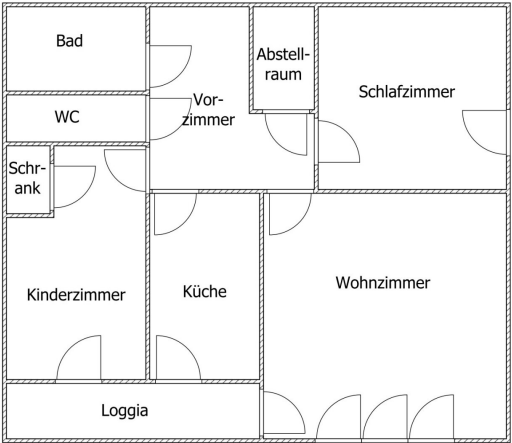 Bad
Abstell-
raum
Schlafzimmer
WC
Vor-
zimmer
Schr-
ank
Kinderzimmer
Küche
Wohnzimmer
Loggia